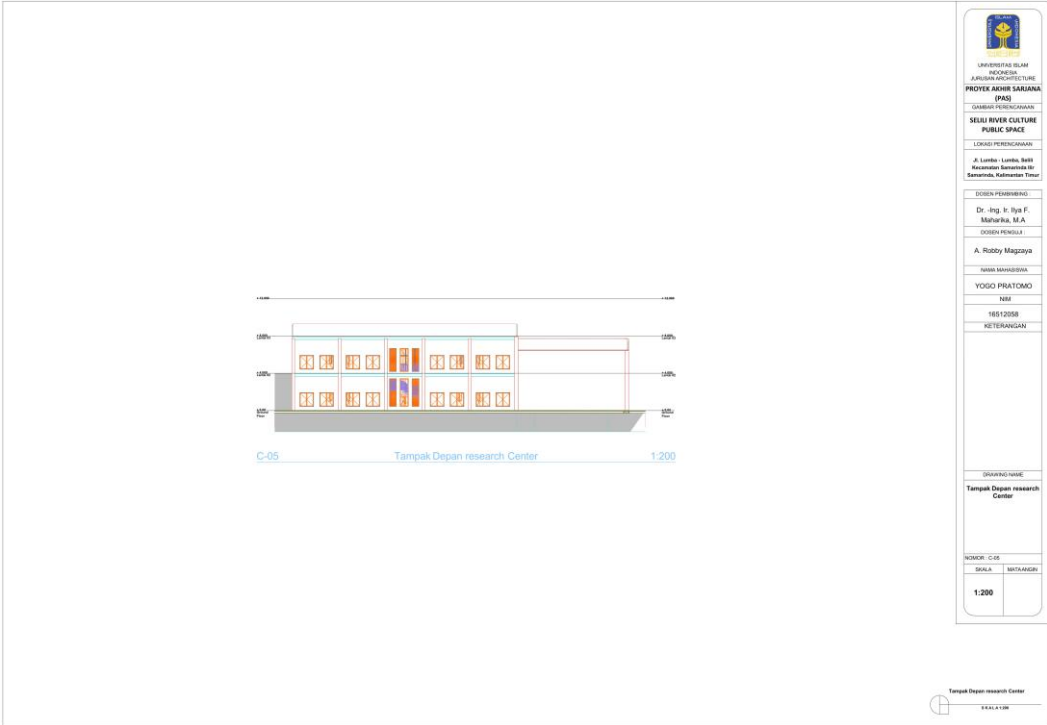 UNIVERSITAS ISLAM
INDONESIA
JURUSAN ARCHITECTURE
PROYEK AKHIR SARJANA
(PAS)
GAMBAR PERENCANAAN
SELILI RIVER CULTURE
PUBLIC SPACE
LOKASI PERENCANAAN
Jl. Lumba - Lumba, Selili
Kecamatan Samarinda Ilir
Samarinda, Kalimantan Timur
DOSEN PEMBIMBING :
Dr. -Ing. Ir. Ilya F.
Maharika, M.A
DOSEN PENGUJI :
A. Robby Magzaya
NAMA MAHASISWA
YOGO PRATOMO
NIM
16512058
KETERANGAN
C-05 Tampak Depan research Center 1:200
DRAWING NAME
Tampak Depan research
Center
NOMOR : C-05
SKALA MATA ANGIN
1:200
Tampak Depan research Center
S K A L A 1:200